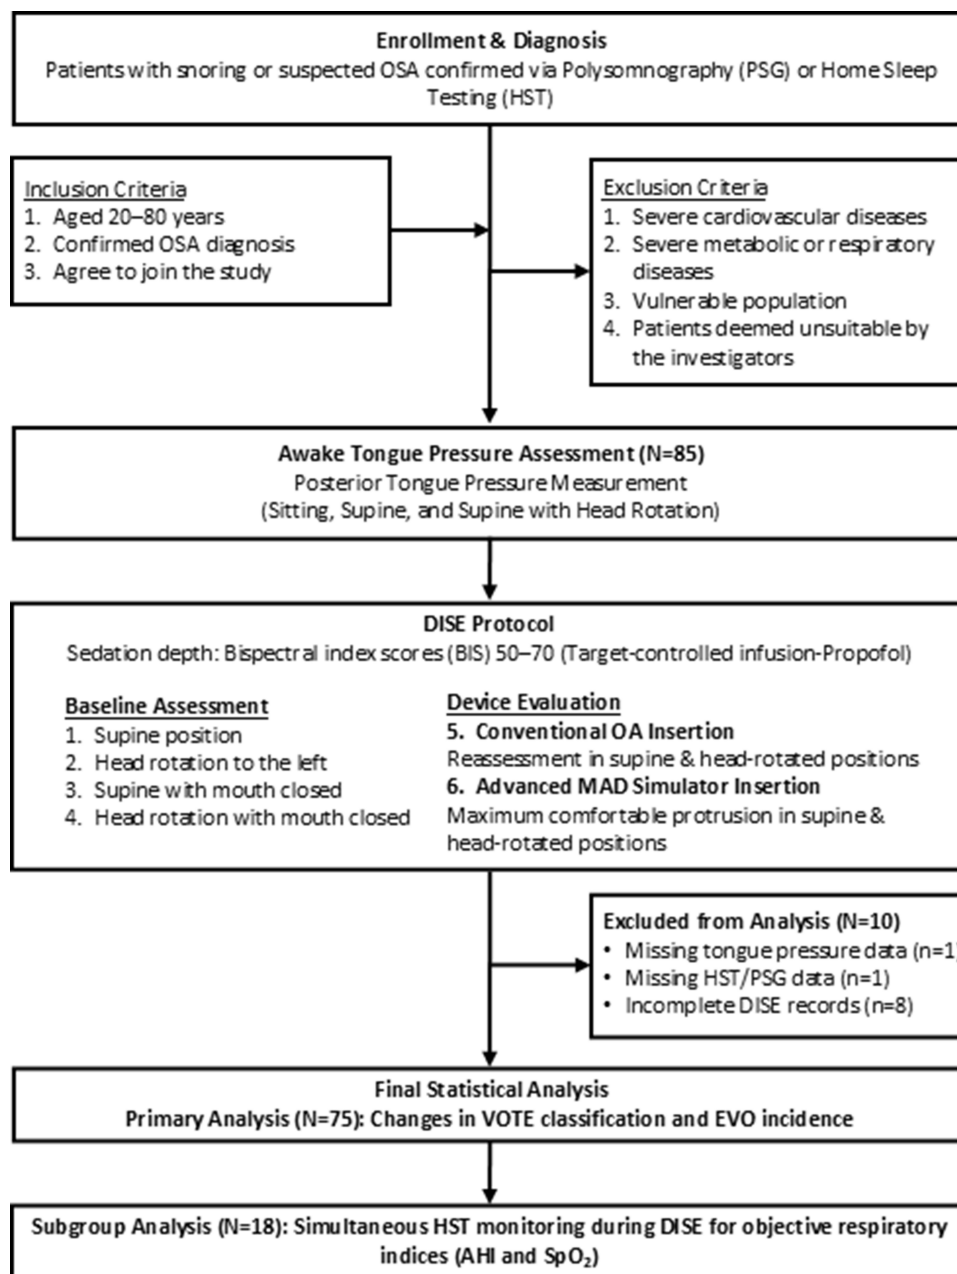 Enrollment & Diagnosis
Patients with snoring or suspected OSA confirmed via Polysomnography (PSG) or Home Sleep
Testing (HST)
Inclusion Criteria
1. Aged 20–80 years
2. Confirmed OSA diagnosis
3. Agree to join the study
Exclusion Criteria
1. Severe cardiovascular diseases
2. Severe metabolic or respiratory
diseases
3. Vulnerable population
4. Patients deemed unsuitable by
the investigators
Awake Tongue Pressure Assessment (N=85)
Posterior Tongue Pressure Measurement
(Sitting, Supine, and Supine with Head Rotation)
DISE Protocol
Sedation depth: Bispectral index scores (BIS) 50–70 (Target-controlled infusion-Propofol)
Baseline Assessment
1. Supine position
2. Head rotation to the left
3. Supine with mouth closed
4. Head rotation with mouth closed
Device Evaluation
5. Conventional OA Insertion
Reassessment in supine & head-rotated positions
6. Advanced MAD Simulator Insertion
Maximum comfortable protrusion in supine &
head-rotated positions
Excluded from Analysis (N=10)
• Missing tongue pressure data (n=1)
• Missing HST/PSG data (n=1)
• Incomplete DISE records (n=8)
Final Statistical Analysis
Primary Analysis (N=75): Changes in VOTE classification and EVO incidence
Subgroup Analysis (N=18): Simultaneous HST monitoring during DISE for objective respiratory
indices (AHI and SpO₂)